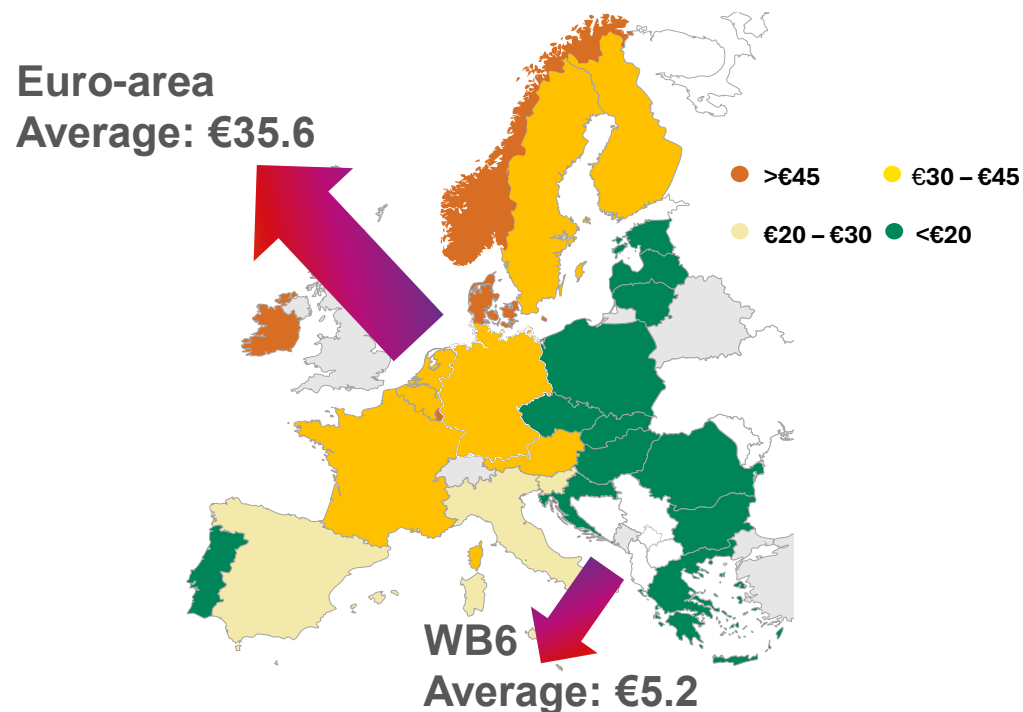 Euro-area
Average: €35.6
>€45
€30 – €45
€20 – €30
<€20
WB6
Average: €5.2